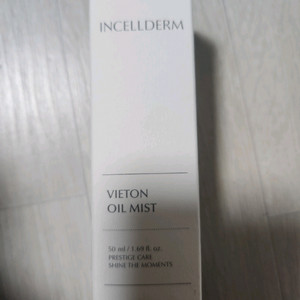 INCELLDERM
VIETON
OIL MIST
50 ml / 1.69 fl. oz.
PRESTIGE CARE
SHINE THE MOMENTS